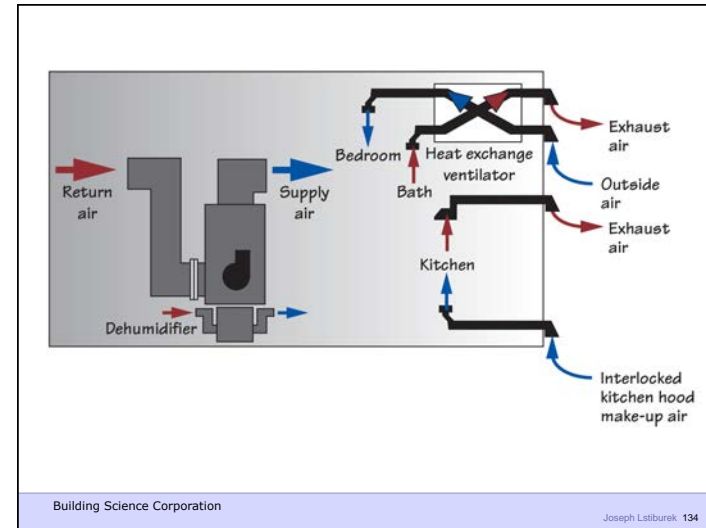 Return
air
Supply
air
Dehumidifier
Bedroom
Heat exchange
ventilator
Bath
Kitchen
Exhaust
air
Outside
air
Exhaust
air
Interlocked
kitchen hood
make-up air
Building Science Corporation
Joseph Lstiburek 134